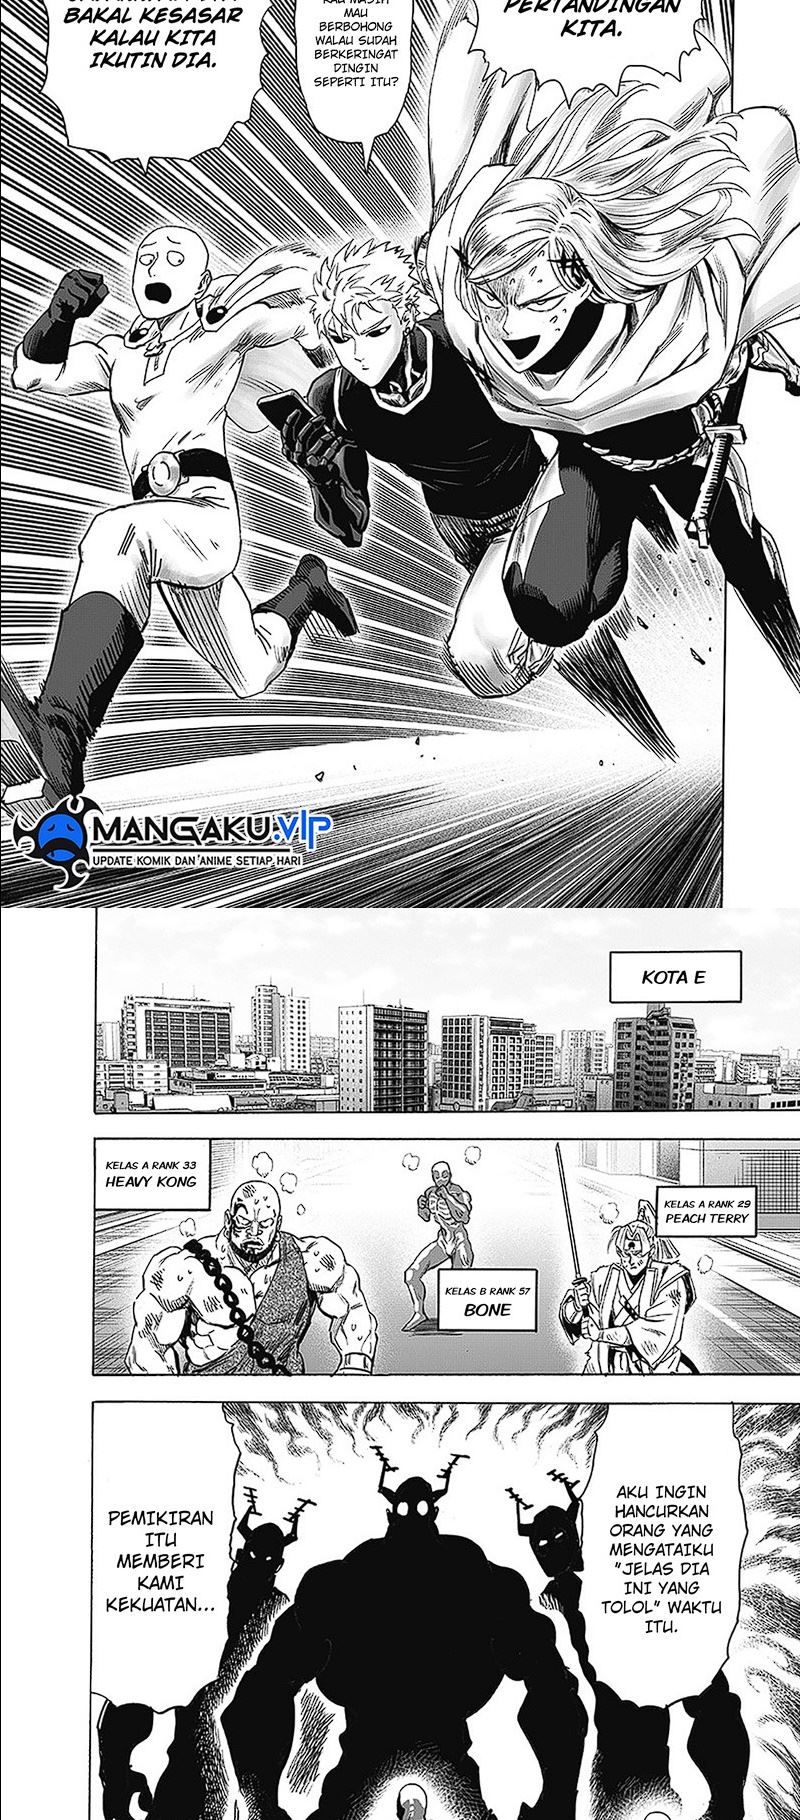 BAKAL KESASAR
KALAU KITA
IKUTIN DIA.
KAU MASIH
MAU
BERBOHONG
WALAU SUDAH
BERKERINGAT
DINGIN
SEPERTI ITU?
PERTANDINGAN
KITA.
MANGAKU.VIP
UPDATE KOMIK DAN ANIME SETIAP HARI
KOTA E
KELAS A RANK 33
HEAVY KONG
KELAS B RANK 57
BONE
KELAS A RANK 29
PEACH TERRY
AKU INGIN
HANCURKAN
ORANG YANG
MENGATAIKU
"JELAS DIA
INI YANG
TOLOL" WAKTU
ITU.
PEMIKIRAN
ITU
MEMBERI
KAMI
KEKUATAN...